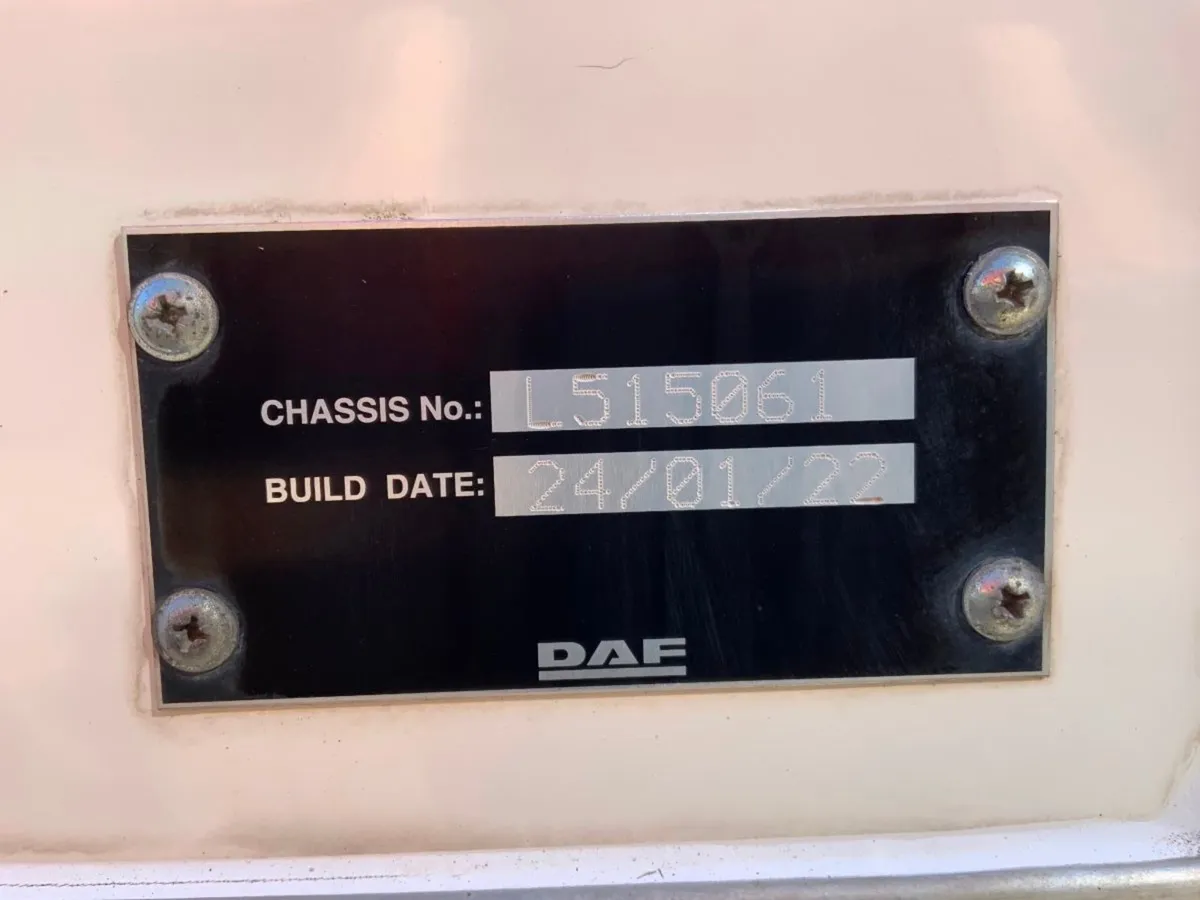 CHASSIS No.: L515061
BUILD DATE: 24/01/22
DAF